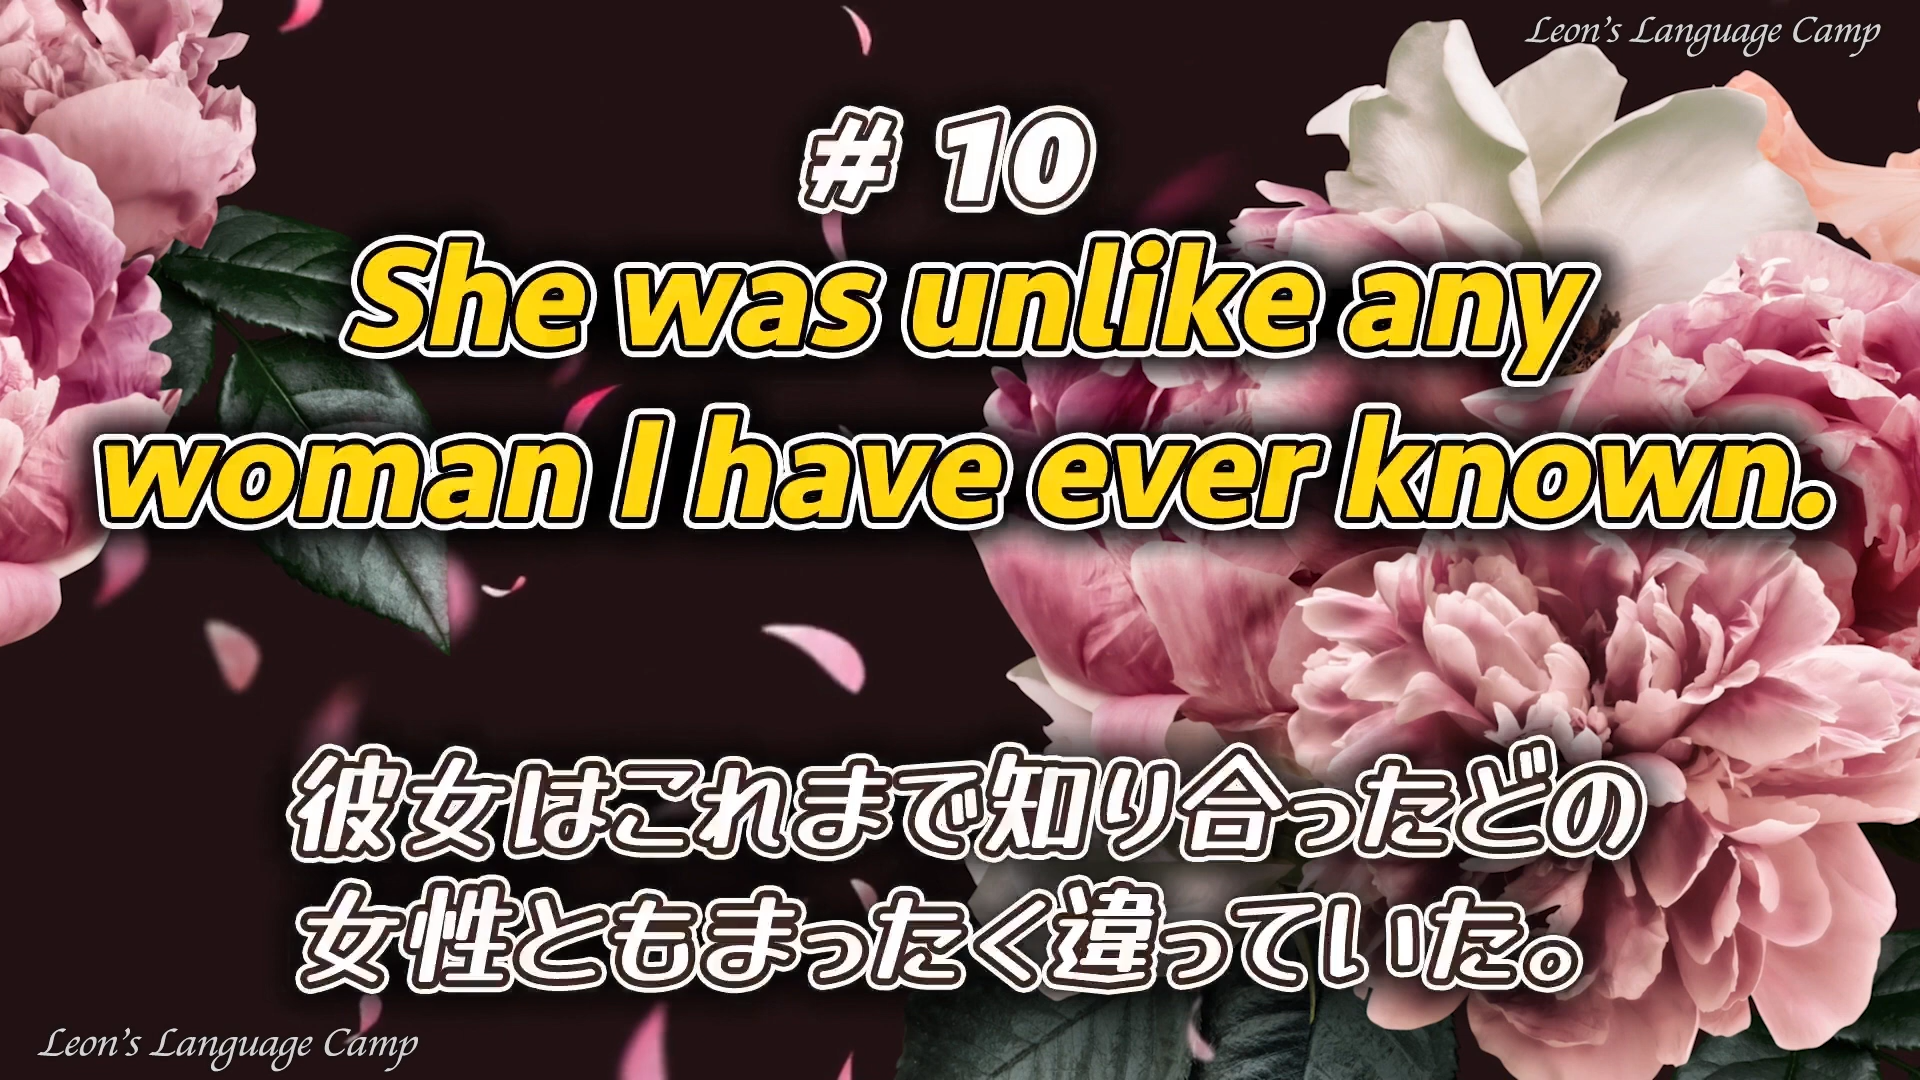 Leon's Language Camp
# 10
She was unlike any
woman I have ever known.
彼女はこれまで知り合ったどの
女性ともまったく違っていた。
Leon's Language Camp